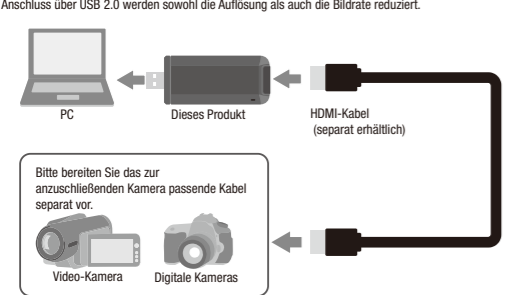 Anschluss über USB 2.0 werden sowohl die Auflösung als auch die Bildrate reduziert.
PC
Dieses Produkt
HDMI-Kabel
(separat erhältlich)
Bitte bereiten Sie das zur
anzuschließenden Kamera passende Kabel
separat vor.
Video-Kamera
Digitale Kameras